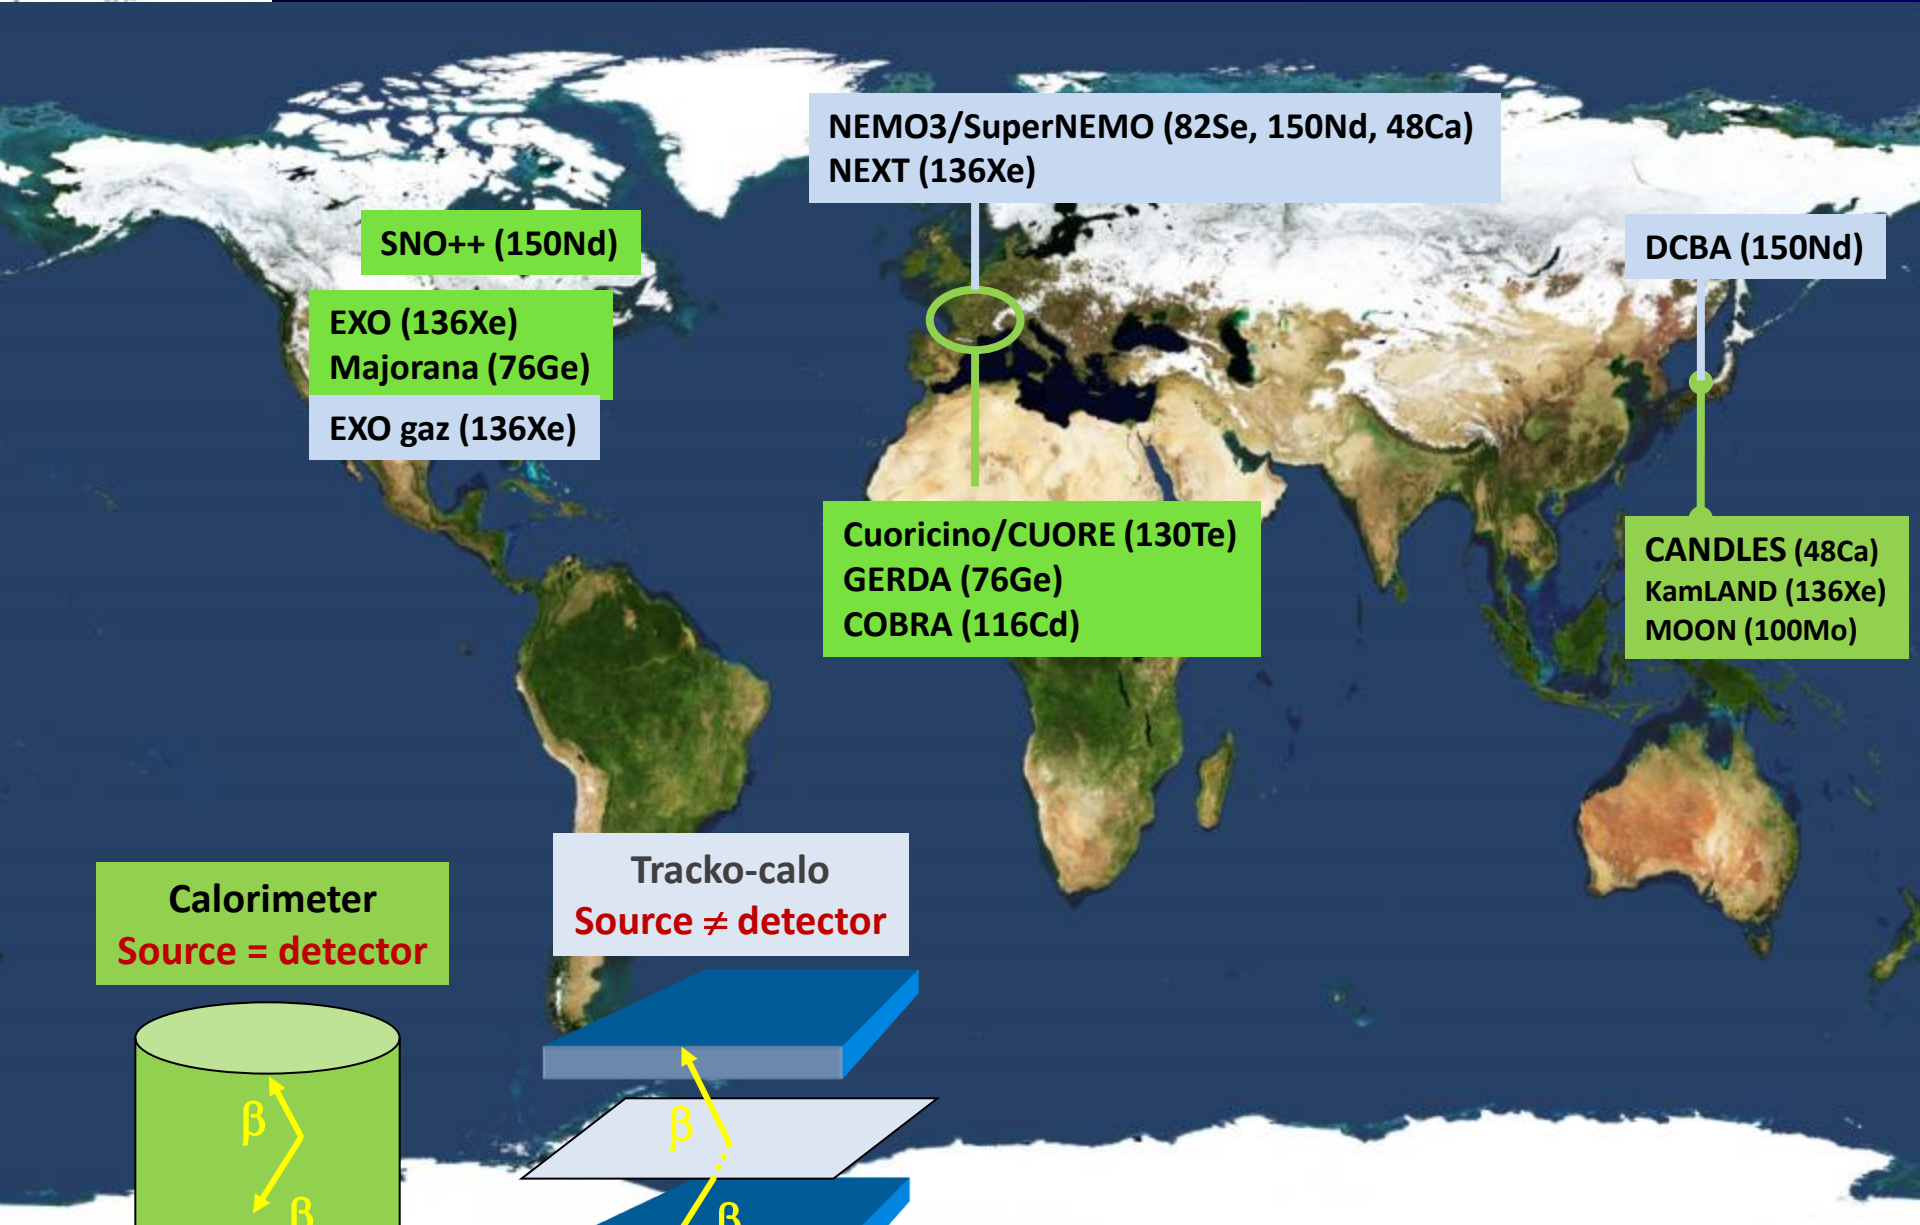 NEMO3/SuperNEMO (82Se, 150Nd, 48Ca)
NEXT (136Xe)
SNO++ (150Nd)
DCBA (150Nd)
EXO (136Xe)
Majorana (76Ge)
EXO gaz (136Xe)
Cuoricino/CUORE (130Te)
GERDA (76Ge)
COBRA (116Cd)
CANDLES (48Ca)
KamLAND (136Xe)
MOON (100Mo)
Calorimeter
Source = detector
Tracko-calo
Source ≠ detector
β
β
β
β